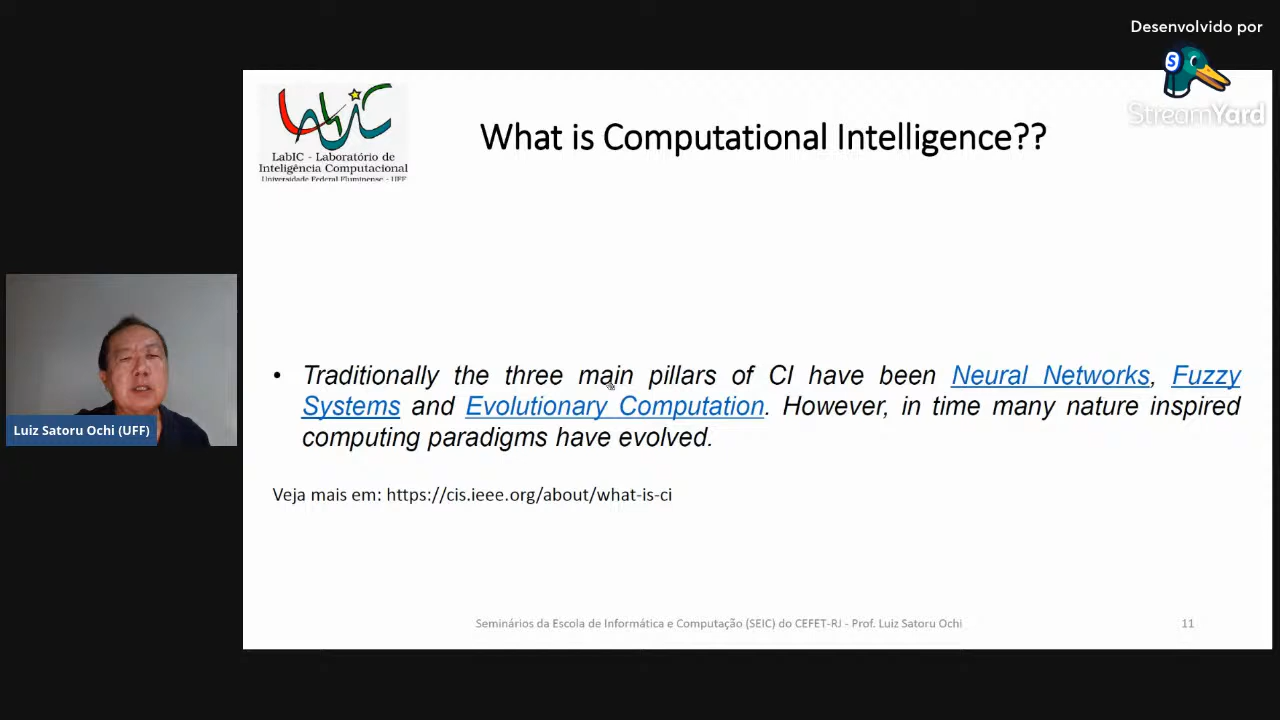 Desenvolvido por
StreamYard
LabIC
LabIC - Laboratório de
Inteligência Computacional
Universidade Federal Fluminense - UFF
What is Computational Intelligence??
• Traditionally the three main pillars of CI have been Neural Networks, Fuzzy
Systems and Evolutionary Computation. However, in time many nature inspired
computing paradigms have evolved.
Luiz Satoru Ochi (UFF)
Veja mais em: https://cis.ieee.org/about/what-is-ci
Seminários da Escola de Informática e Computação (SEIC) do CEFET-RJ - Prof. Luiz Satoru Ochi
11